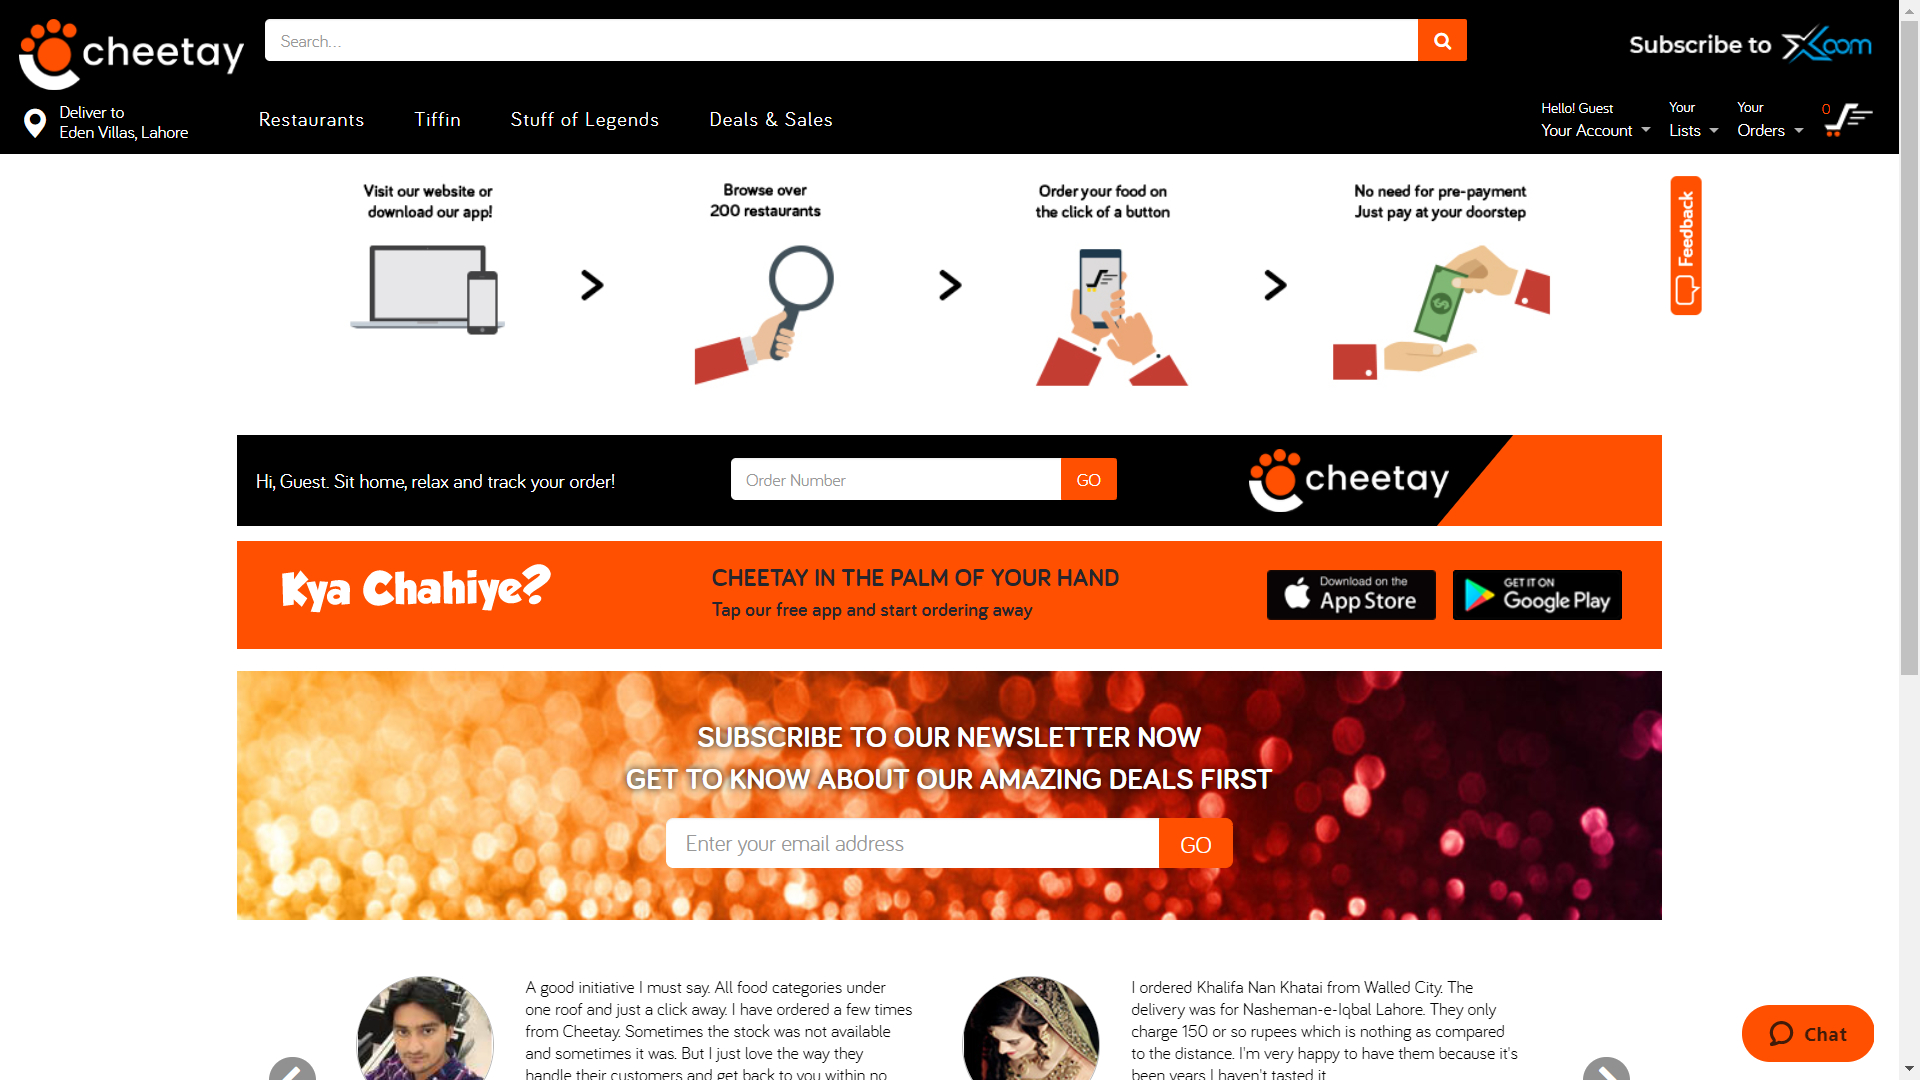 cheetay
Search...
Subscribe to Xoom
Deliver to
Eden Villas, Lahore
Restaurants
Tiffin
Stuff of Legends
Deals & Sales
Hello! Guest
Your Account
Your
Lists
Your
Orders
0
Visit our website or
download our app!
Browse over
200 restaurants
Order your food on
the click of a button
No need for pre-payment
Just pay at your doorstep
Feedback
Hi, Guest. Sit home, relax and track your order!
Order Number
GO
cheetay
Kya Chahiye?
CHEETAY IN THE PALM OF YOUR HAND
Tap our free app and start ordering away
Download on the
App Store
GET IT ON
Google Play
SUBSCRIBE TO OUR NEWSLETTER NOW
GET TO KNOW ABOUT OUR AMAZING DEALS FIRST
Enter your email address
GO
A good initiative I must say. All food categories under
one roof and just a click away. I have ordered a few times
from Cheetay. Sometimes the stock was not available
and sometimes it was. But I just love the way they
handle their customers and get back to you within no
I ordered Khalifa Nan Khatai from Walled City. The
delivery was for Nasheman-e-Iqbal Lahore. They only
charge 150 or so rupees which is nothing as compared
to the distance. I'm very happy to have them because it's
been years I haven't tasted it
Chat